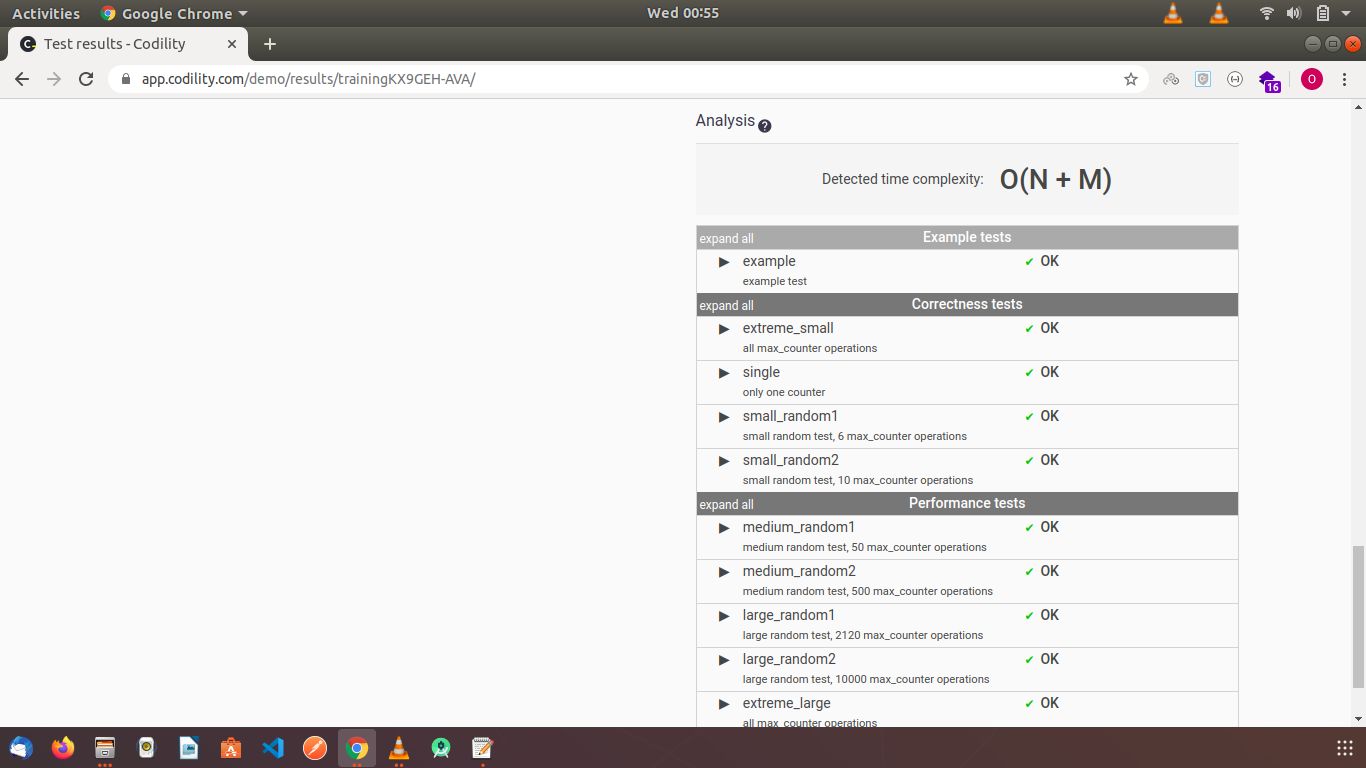 Activities Google Chrome Wed 00:55
Test results - Codility
app.codility.com/demo/results/trainingKX9GEH-AVA/ 16 O
Analysis ?
Detected time complexity: O(N + M)
expand all Example tests
example ✔ OK
example test
expand all Correctness tests
extreme_small ✔ OK
all max_counter operations
single ✔ OK
only one counter
small_random1 ✔ OK
small random test, 6 max_counter operations
small_random2 ✔ OK
small random test, 10 max_counter operations
expand all Performance tests
medium_random1 ✔ OK
medium random test, 50 max_counter operations
medium_random2 ✔ OK
medium random test, 500 max_counter operations
large_random1 ✔ OK
large random test, 2120 max_counter operations
large_random2 ✔ OK
large random test, 10000 max_counter operations
extreme_large ✔ OK
all max_counter operations